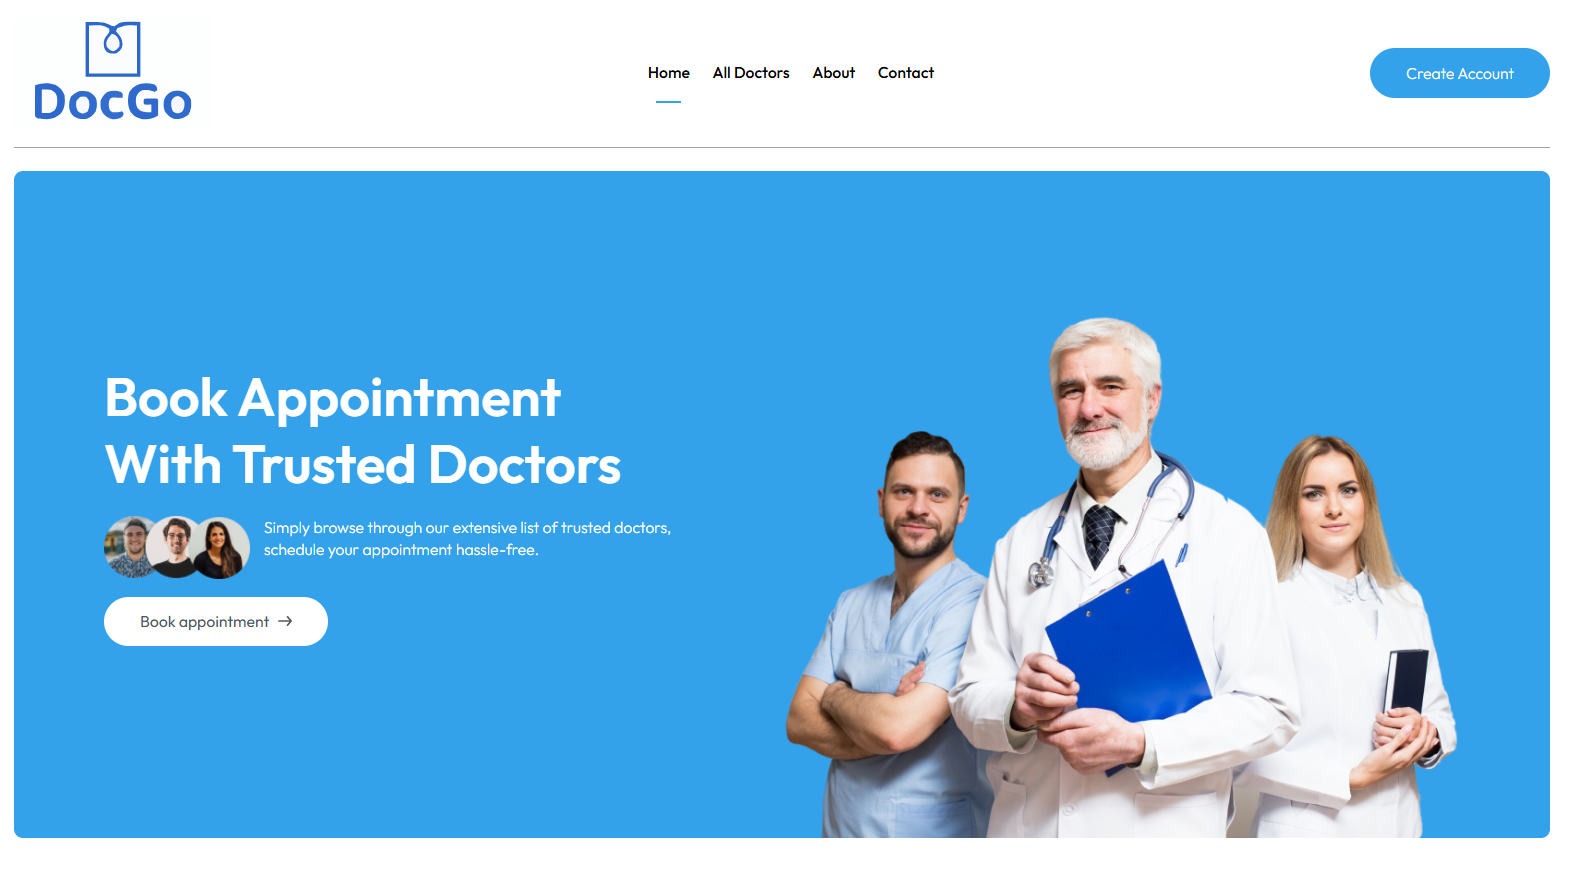 DocGo
Home
All Doctors
About
Contact
Create Account
Book Appointment
With Trusted Doctors
Simply browse through our extensive list of trusted doctors,
schedule your appointment hassle-free.
Book appointment →